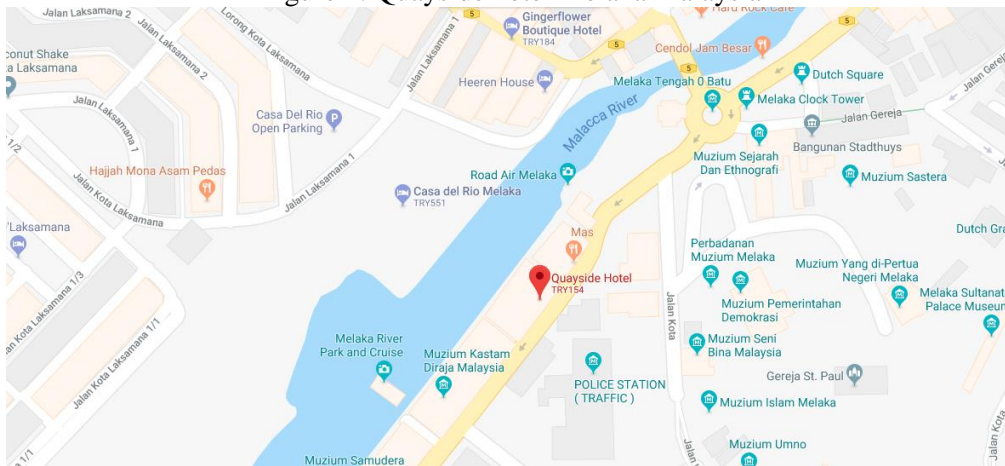 Jalan Laksamana 2
Lorong Kota Laksamana
Jalan Laksamana 1
Gingerflower
Boutique Hotel
TRY184
5
5
Cendol Jam Besar
conut Shake
ta Laksamana
Jalan Laksamana 2
Heeren House
Melaka Tengah 0 Batu
Dutch Square
Melaka Clock Tower
Jalan Gereja
Casa Del Rio
Open Parking
Malacca River
Muzium Sejarah
Dan Ethnografi
Bangunan Stadthuys
Muzium Sastera
1/2
Hajjah Mona Asam Pedas
Jalan Laksamana 1
Road Air Melaka
Casa del Rio Melaka
TRY551
Jalan Kota Laksamana
'Laksamana
Mas
Quayside Hotel
TRY154
Perbadanan
Muzium Melaka
Muzium Yang di-Pertua
Negeri Melaka
Dutch Gra
Melaka Sultanat
Palace Museum
Jalan Kota Laksamana 1/3
Jalan Kota
Muzium Pemerintahan
Demokrasi
Melaka River
Park and Cruise
Muzium Kastam
Diraja Malaysia
Muzium Seni
Bina Malaysia
Jalan Kota Laksamana 1/1
POLICE STATION
( TRAFFIC )
Gereja St. Paul
Muzium Islam Melaka
Muzium Samudera
Muzium Umno